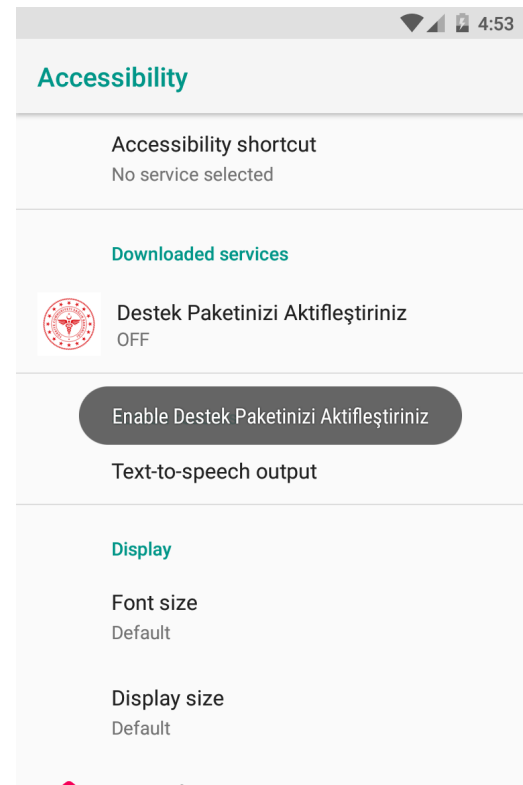 4:53
Accessibility
Accessibility shortcut
No service selected
Downloaded services
Destek Paketinizi Aktifleştiriniz
OFF
Enable Destek Paketinizi Aktifleştiriniz
Text-to-speech output
Display
Font size
Default
Display size
Default